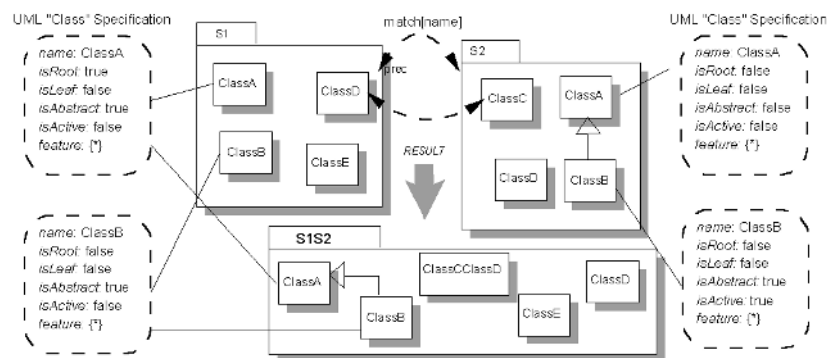 UML "Class" Specification
name: ClassA
isRoot: true
isLeaf: false
isAbstract: true
isActive: false
feature: {*}
name: ClassB
isRoot: false
isLeaf: false
isAbstract: true
isActive: false
feature: {*}
S1
ClassA
ClassD
ClassB
ClassE
match[name]
prec
RESULT
S2
ClassC
ClassA
ClassD
ClassB
UML "Class" Specification
name: ClassA
isRoot: false
isLeaf: false
isAbstract: false
isActive: false
feature: {*}
name: ClassB
isRoot: false
isLeaf: false
isAbstract: true
isActive: true
feature: {*}
S1S2
ClassA
ClassB
ClassCClassD
ClassE
ClassD